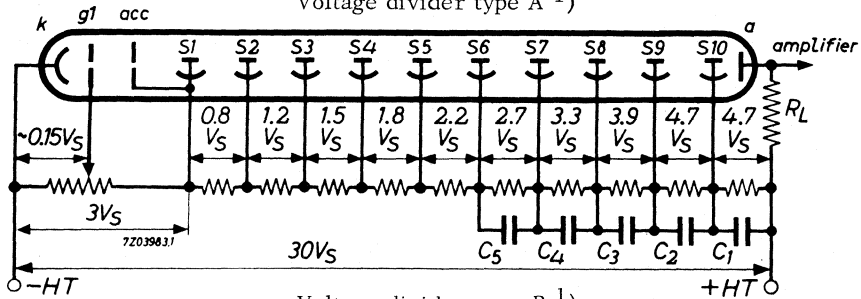 Voltage divider type A 1)
k g1 acc S1 S2 S3 S4 S5 S6 S7 S8 S9 S10 a
amplifier
0.8 VS 1.2 VS 1.5 VS 1.8 VS 2.2 VS 2.7 VS 3.3 VS 3.9 VS 4.7 VS 4.7 VS
RL
~0.15VS
3VS
7Z03983.1
C5 C4 C3 C2 C1
30VS
-HT
+HT
B 1)